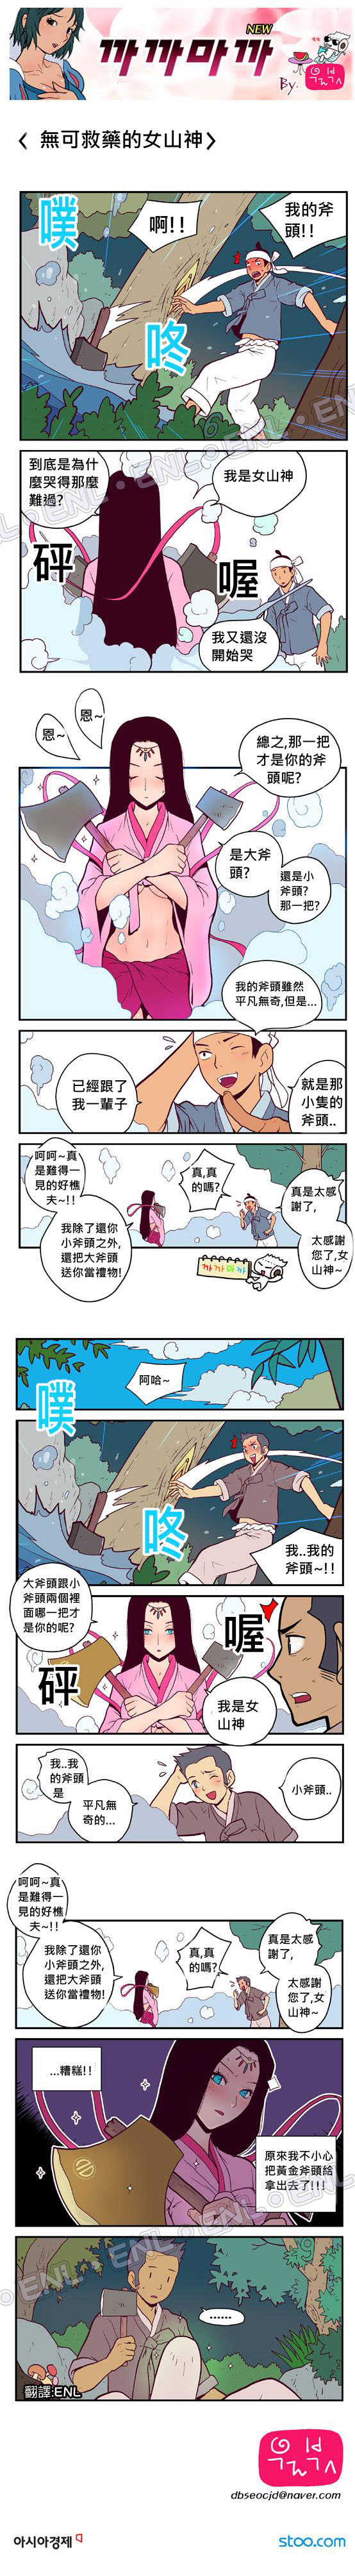 NEW
까까마까
By. 윤서
< 無可救藥的女山神>
噗
啊!!
我的斧
頭!!
咚
到底是為什
麼哭得那麼
難過?
我是女山神
砰
喔
我又還沒
開始哭
恩~
恩~
總之,那一把
才是你的斧
頭呢?
是大斧
頭?
還是小
斧頭?
那一把?
我的斧頭雖然
平凡無奇,但是...
已經跟了
我一輩子
就是那
小隻的
斧頭..
呵呵~真
是難得一
見的好樵
夫~!!
我除了還你
小斧頭之外,
還把大斧頭
送你當禮物!
真,真
的嗎?
真是太感
謝了,
太感謝
您了,女
山神~
까까마까
阿哈~
噗
咚
我..我的
斧頭~!!
大斧頭跟小
斧頭兩個裡
面哪一把才
是你的呢?
喔
砰
我是女
山神
我..我
的斧頭
是
平凡無
奇的...
小斧頭..
呵呵~真
是難得一
見的好樵
夫~!!
我除了還你
小斧頭之外,
還把大斧頭
送你當禮物!
真,真
的嗎?
真是太感
謝了,
太感謝
您了,女
山神~
...糟糕!!
原來我不小心
把黃金斧頭給
拿出去了!!!
......
翻譯:ENL
dbseocjd@naver.com
아시아경제
stoo.com